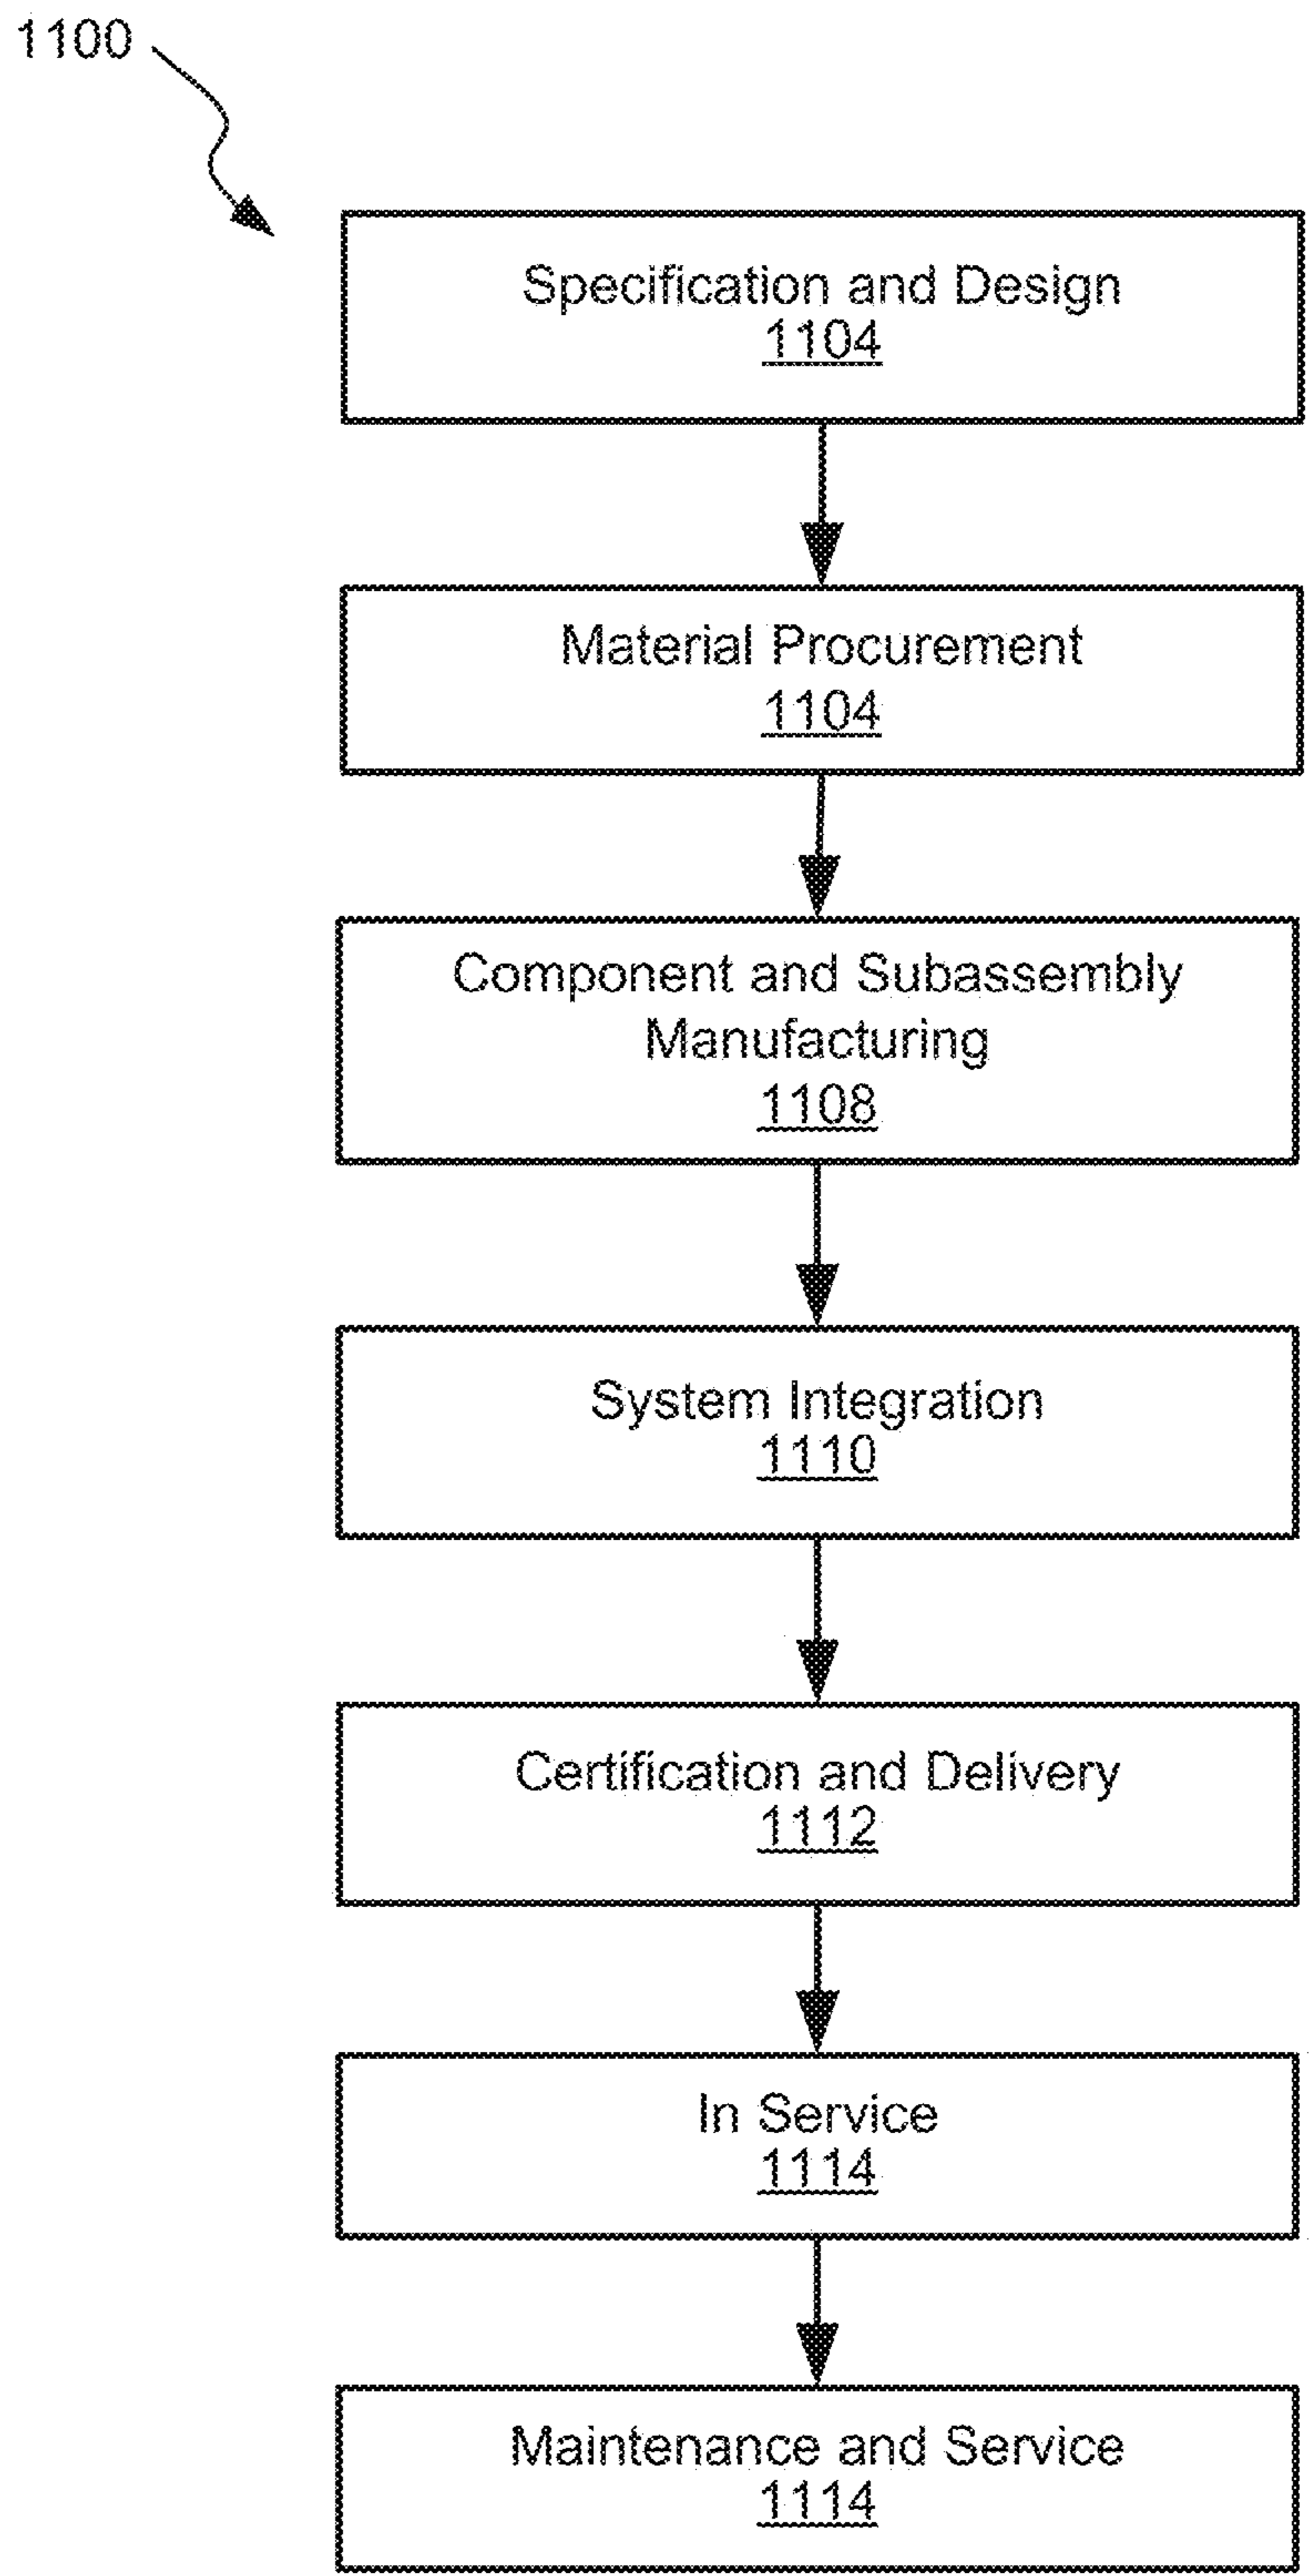 1100
Specification and Design
1104
Material Procurement
1104
Component and Subassembly
Manufacturing
1108
System Integration
1110
Certification and Delivery
1112
In Service
1114
Maintenance and Service
1114